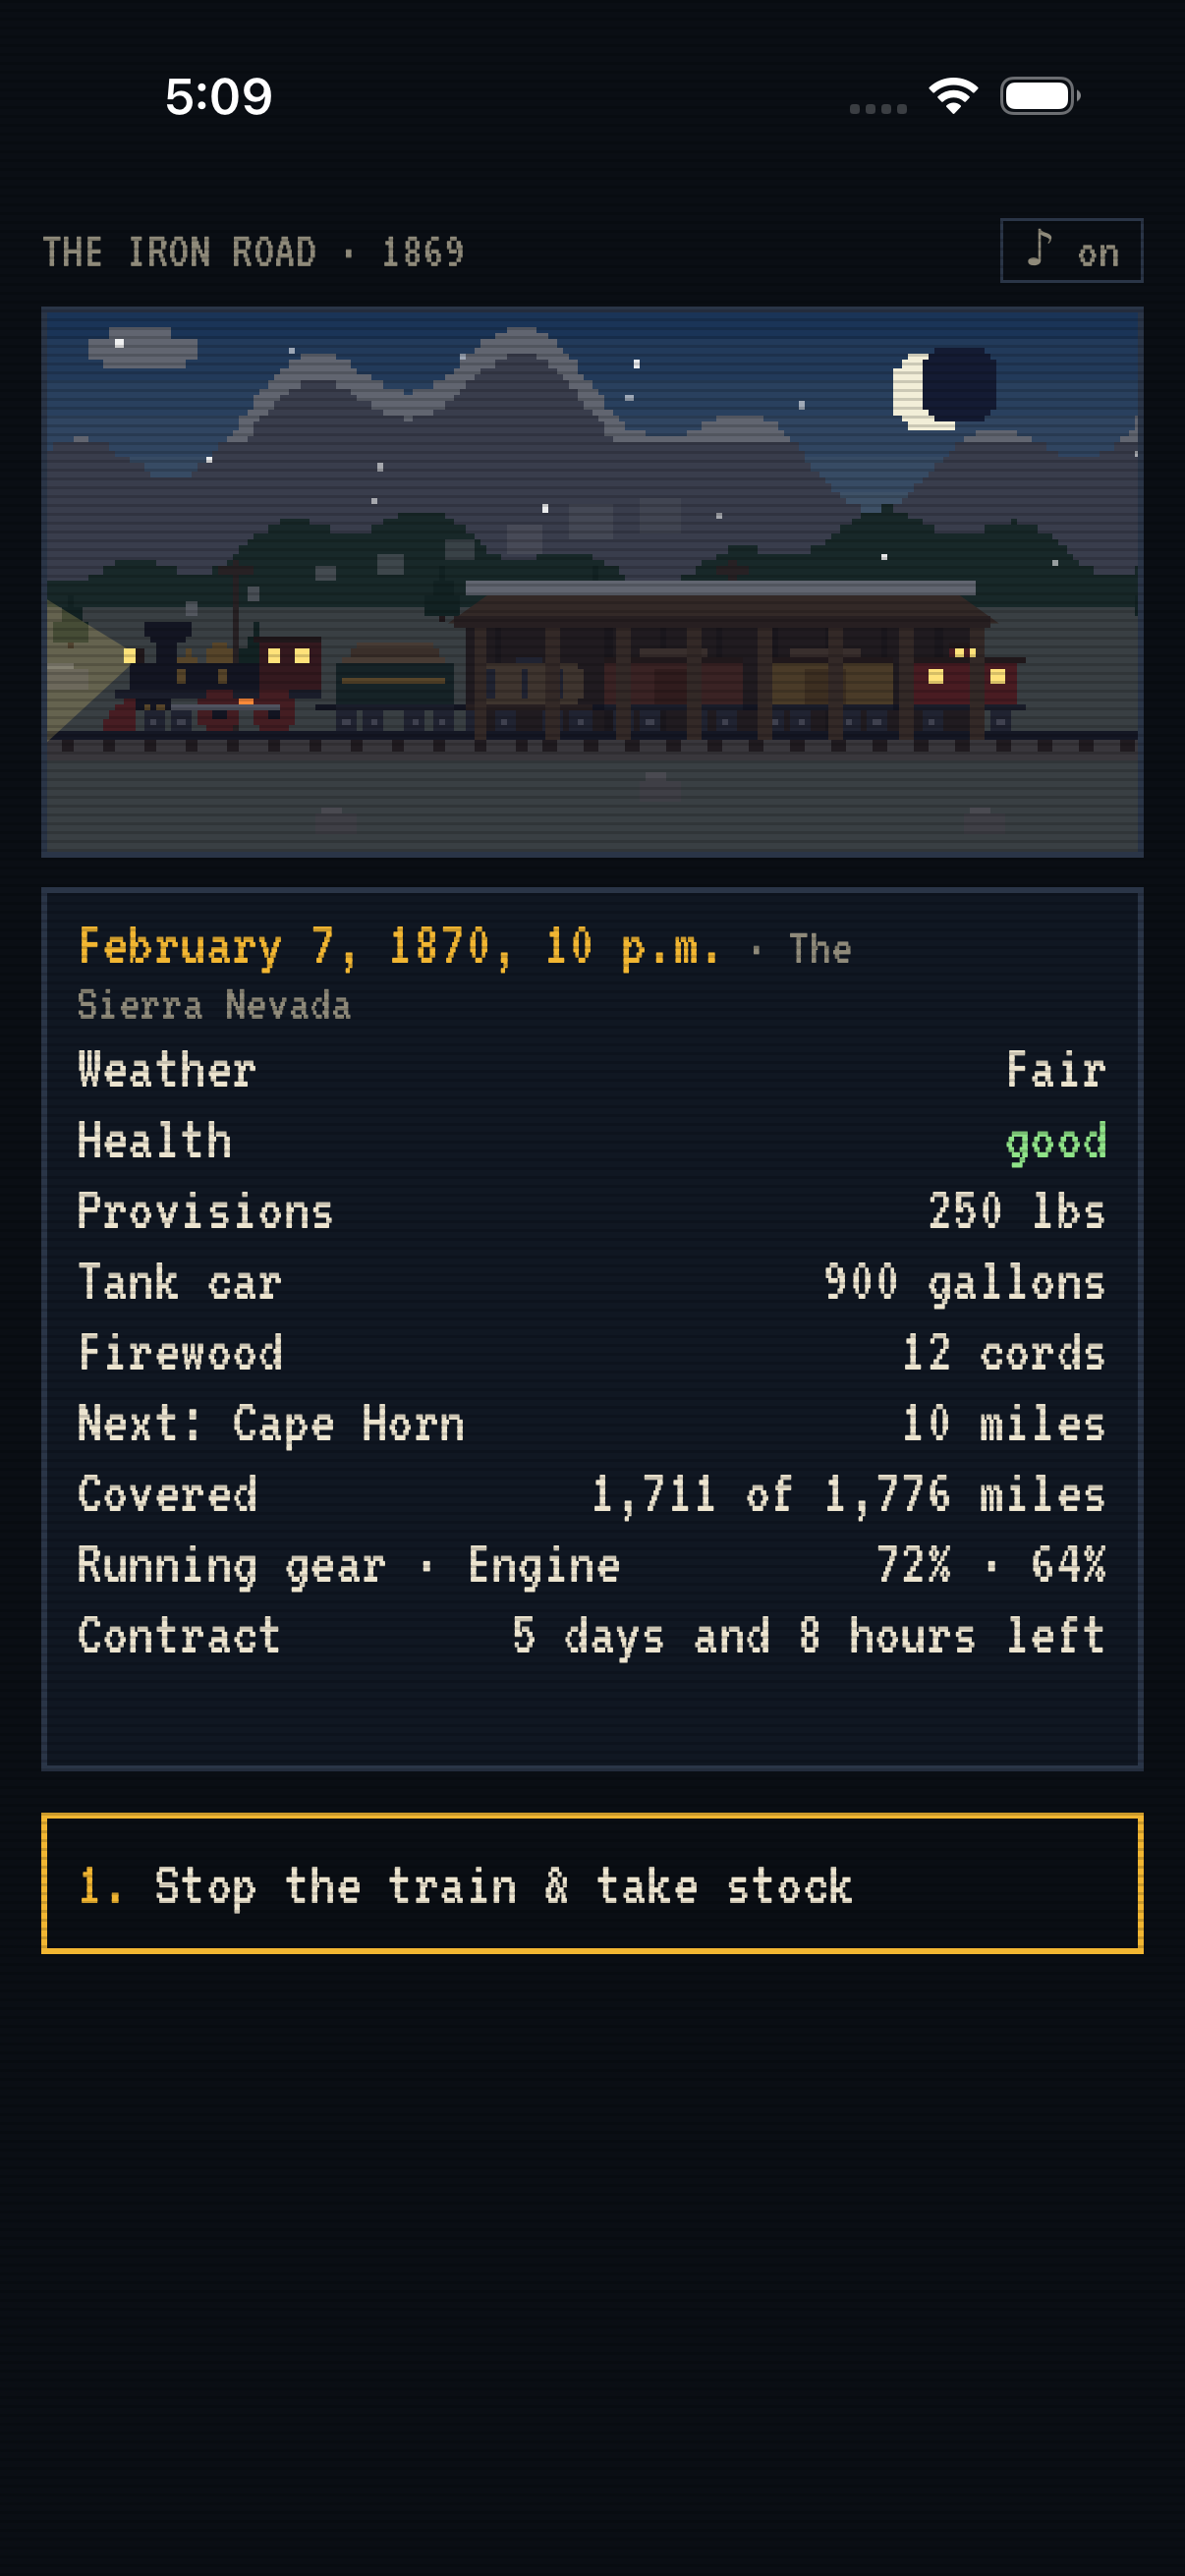 5:09
THE IRON ROAD · 1869
♪ on
February 7, 1870, 10 p.m. · The
Sierra Nevada
Weather Fair
Health good
Provisions 250 lbs
Tank car 900 gallons
Firewood 12 cords
Next: Cape Horn 10 miles
Covered 1,711 of 1,776 miles
Running gear · Engine 72% · 64%
Contract 5 days and 8 hours left
1. Stop the train & take stock